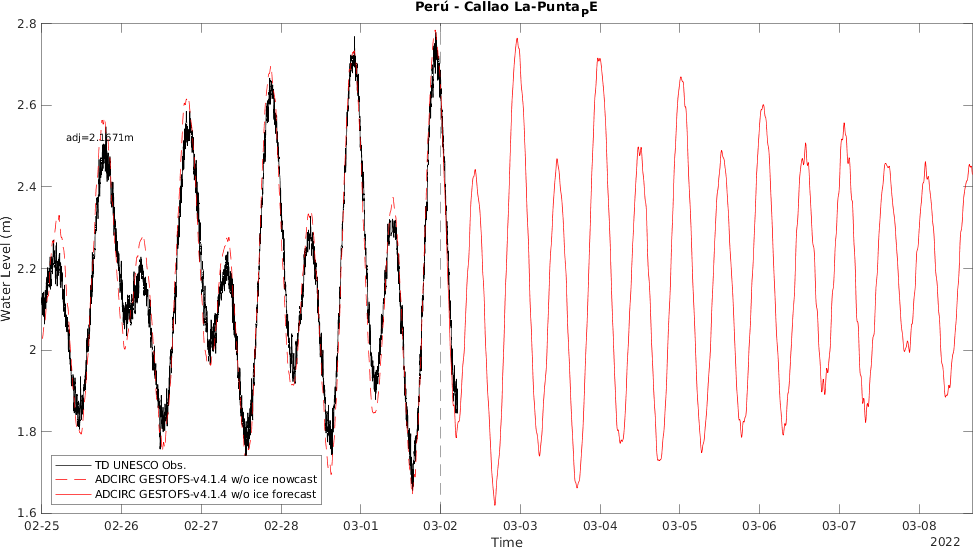 Perú - Callao La-Punta_PE
2.8
2.6
adj=2.1671m
2.4
2.2
Water Level (m)
2
1.8
TD UNESCO Obs.
ADCIRC GESTOFS-v4.1.4 w/o ice nowcast
ADCIRC GESTOFS-v4.1.4 w/o ice forecast
1.6
02-25 02-26 02-27 02-28 03-01 03-02 03-03 03-04 03-05 03-06 03-07 03-08
Time
2022